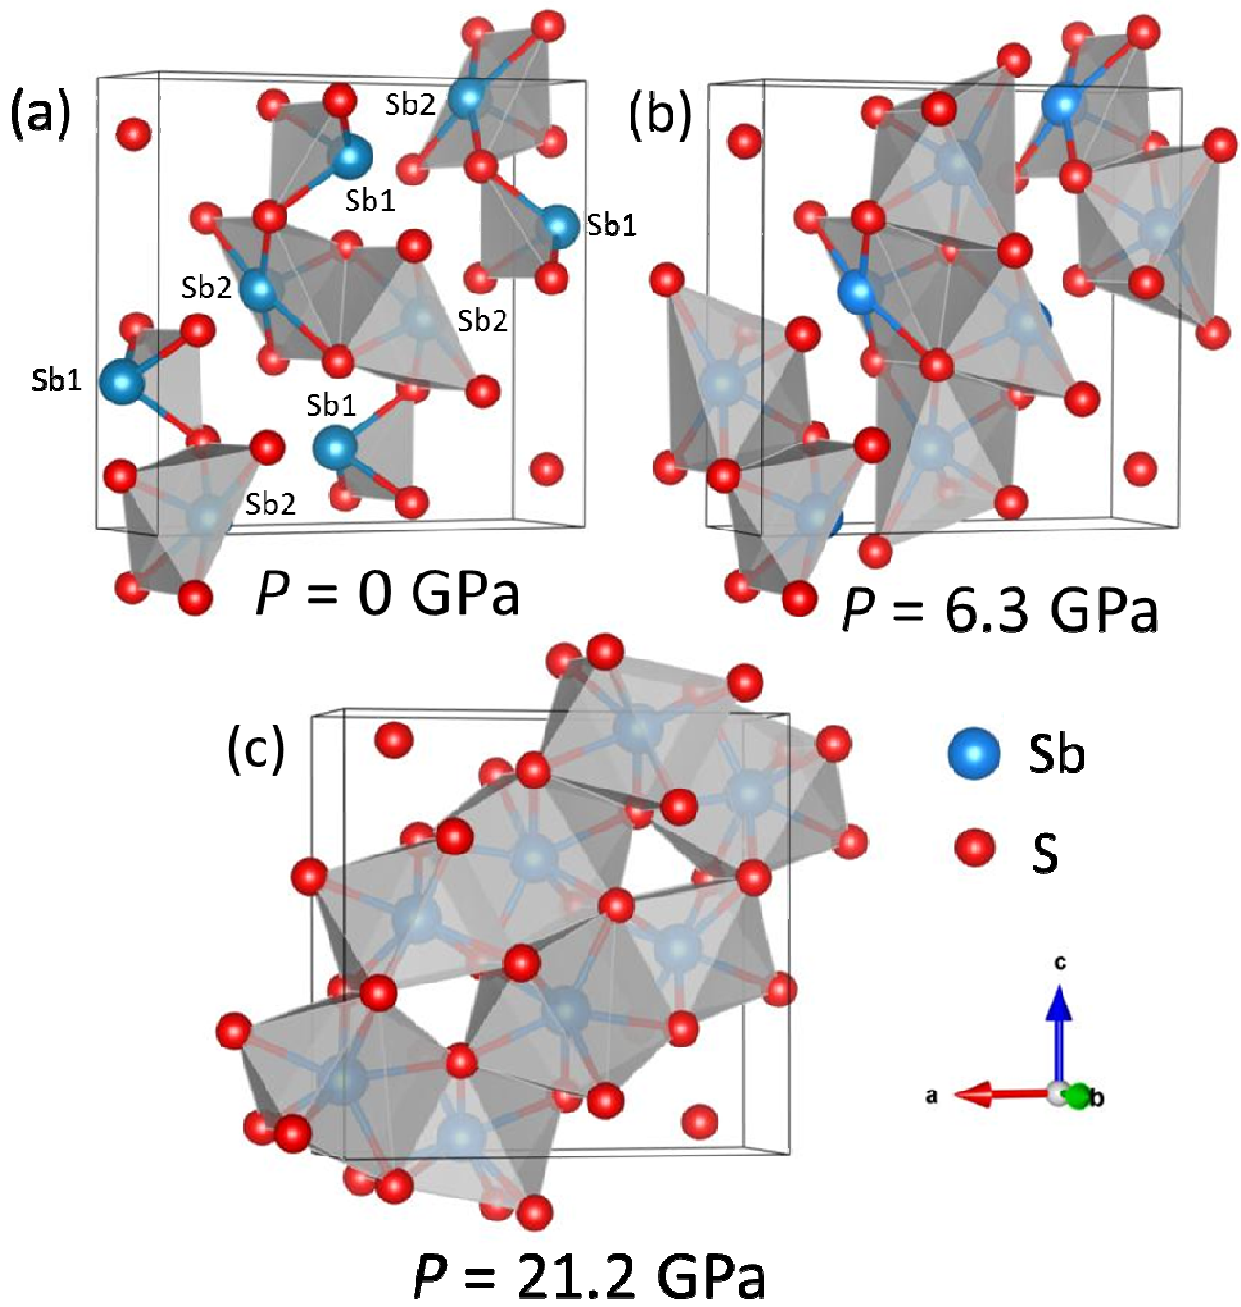 (a)
Sb2
Sb1
Sb1
Sb2
Sb2
Sb1
Sb1
Sb2
P = 0 GPa
(b)
P = 6.3 GPa
(c)
P = 21.2 GPa
Sb
S
c
a
b